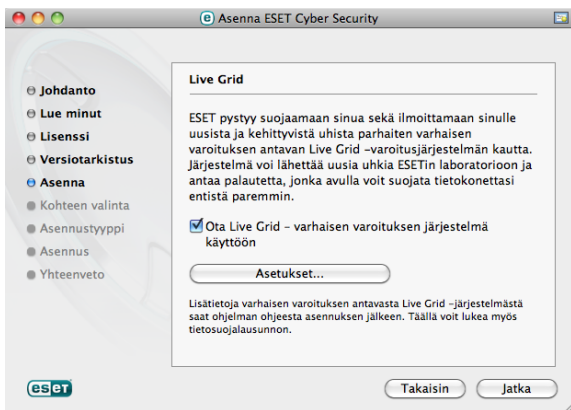 Asenna ESET Cyber Security
Johdanto
Lue minut
Lisenssi
Versiotarkistus
Asenna
Kohteen valinta
Asennustyyppi
Asennus
Yhteenveto
Live Grid
ESET pystyy suojaamaan sinua sekä ilmoittamaan sinulle
uusista ja kehittyvistä uhista parhaiten varhaisen
varoituksen antavan Live Grid -varoitusjärjestelmän kautta.
Järjestelmä voi lähettää uusia uhkia ESETin laboratorioon ja
antaa palautetta, jonka avulla voit suojata tietokonettasi
entistä paremmin.
Ota Live Grid - varhaisen varoituksen järjestelmä
käyttöön
Asetukset...
Lisätietoja varhaisen varoituksen antavasta Live Grid -järjestelmästä
saat ohjelman ohjeesta asennuksen jälkeen. Täällä voit lukea myös
tietosuojalausunnon.
eset
Takaisin
Jatka